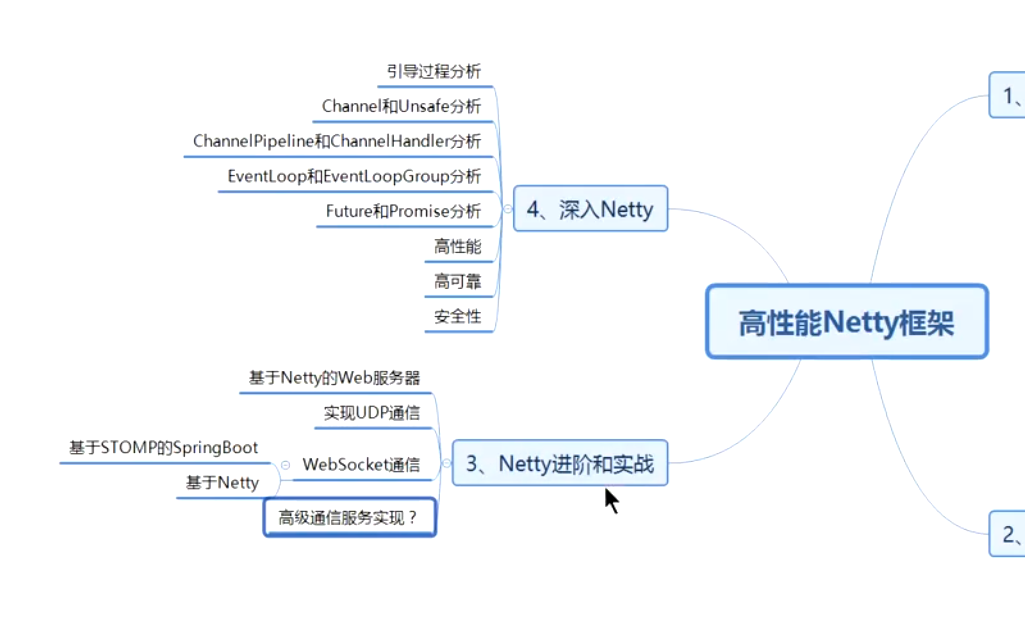 引导过程分析
Channel和Unsafe分析
ChannelPipeline和ChannelHandler分析
EventLoop和EventLoopGroup分析
Future和Promise分析
高性能
高可靠
安全性
4、深入Netty
1、
高性能Netty框架
基于Netty的Web服务器
实现UDP通信
WebSocket通信
基于STOMP的SpringBoot
基于Netty
高级通信服务实现？
3、Netty进阶和实战
2、